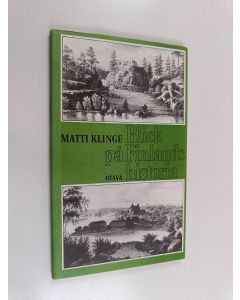 MATTI KLINGE
Blick
på Finlands
OTAVA historia